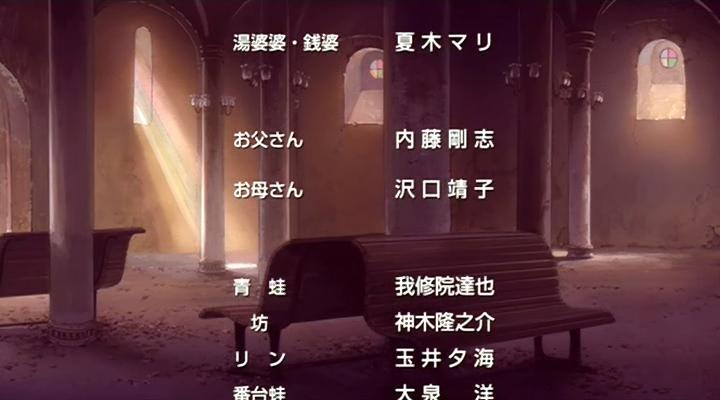 湯婆婆・銭婆 夏木マリ
お父さん 内藤剛志
お母さん 沢口靖子
青蛙 我修院達也
坊 神木隆之介
リン 玉井夕海
番台蛙 大泉洋